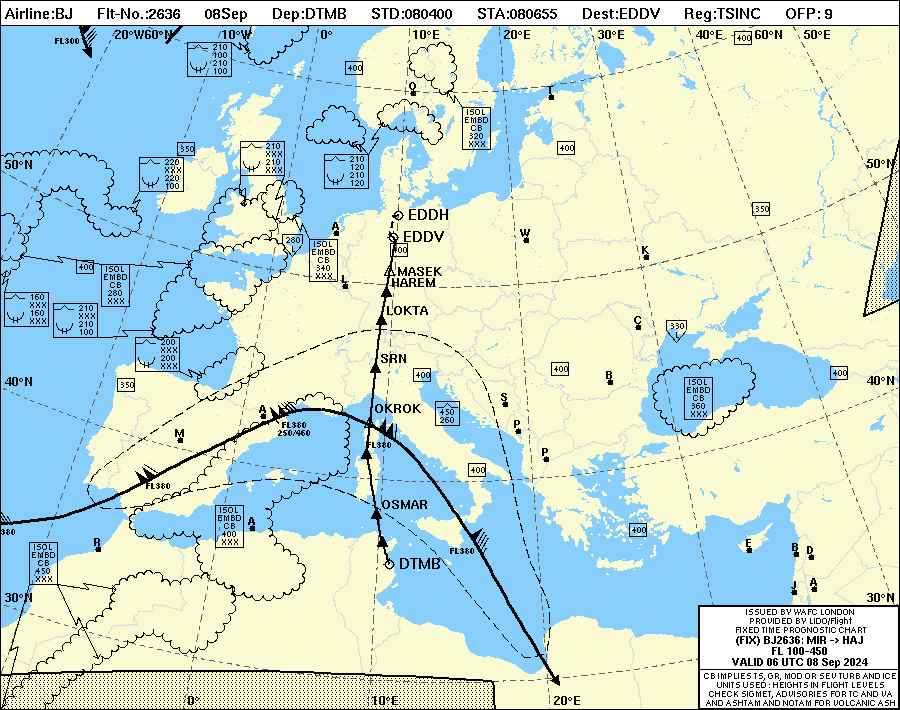 Airline:BJ Flt-No.:2636 08Sep Dep:DTMB STD:080400 STA:080655 Dest:EDDV Reg:TSINC OFP: 9
FL300
20°W60°N
10°W
0°
10°E
20°E
30°E
40°E
60°N
50°E
400
210
100
210
100
400
O
T
ISOL
EMBD
CB
320
XXX
400
350
210
XXX
210
XXX
210
120
210
120
50°N
220
XXX
220
100
50°N
350
EDDH
A
EDDV
W
280
400
K
ISOL
EMBD
CB
340
XXX
400
ISOL
EMBD
CB
280
XXX
MASEK
L
HAREM
160
XXX
160
XXX
210
XXX
210
100
LOKTA
C
330
200
XXX
200
XXX
SRN
40°N
350
400
400
B
400
40°N
ISOL
EMBD
CB
360
XXX
A
OKROK
450
260
S
FL380
250/460
P
M
FL380
P
400
FL380
OSMAR
380
ISOL
EMBD
CB
400
XXX
A
400
R
FL380
E
B
D
ISOL
EMBD
CB
450
XXX
DTMB
J
A
30°N
30°N
0°
10°E
20°E
ISSUED BY WAFC LONDON
PROVIDED BY LIDO/Flight
FIXED TIME PROGNOSTIC CHART
(FIX) BJ2636: MIR -> HAJ
FL 100-450
VALID 06 UTC 08 Sep 2024
CB IMPLIES TS, GR, MOD OR SEV TURB AND ICE
UNITS USED : HEIGHTS IN FLIGHT LEVELS
CHECK SIGMET, ADVISORIES FOR TC AND VA
AND ASHTAM AND NOTAM FOR VOLCANIC ASH